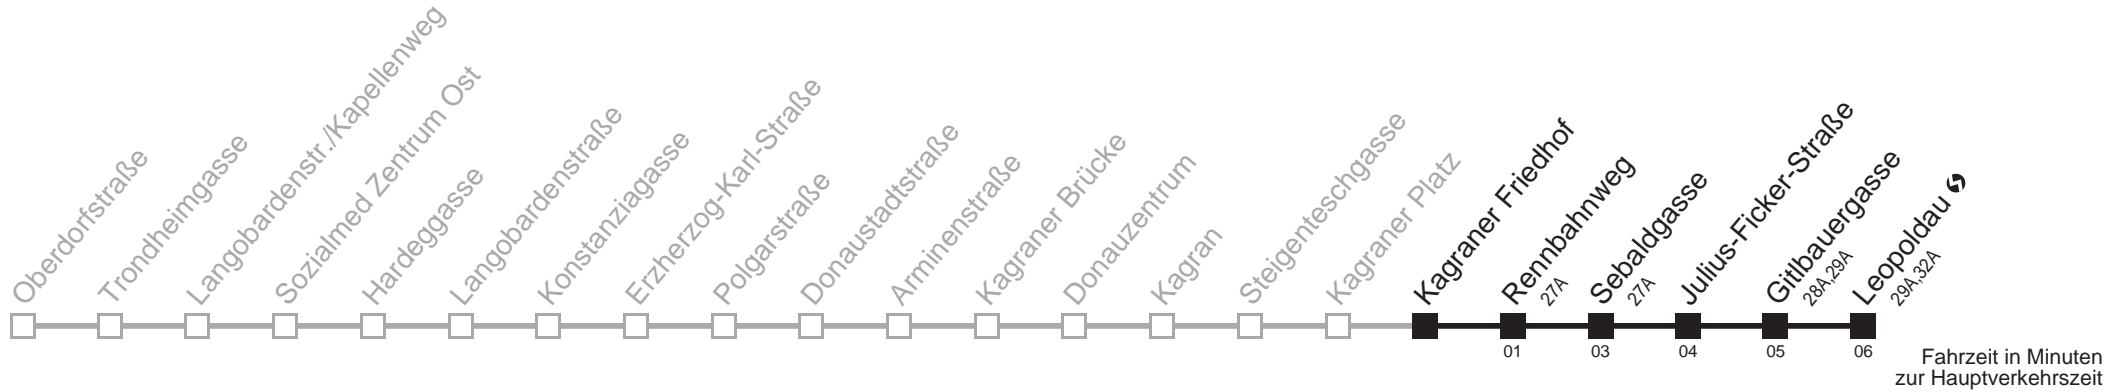 Oberdorfstraße
Trondheimgasse
Langobardenstr./Kapellenweg
Sozialmed Zentrum Ost
Hardeggasse
Langobardenstraße
Konstanziagasse
Erzherzog-Karl-Straße
Polgarstraße
Donaustadtstraße
Arminenstraße
Kagraner Brücke
Donauzentrum
Kagran
Steigenteschgasse
Kagraner Platz
Kagraner Friedhof
Rennbahnweg
27A
Sebaldgasse
27A
Julius-Ficker-Straße
Gitlbauergasse
28A,29A
Leopoldau
29A,32A
01
03
04
05
06
Fahrzeit in Minuten
zur Hauptverkehrszeit